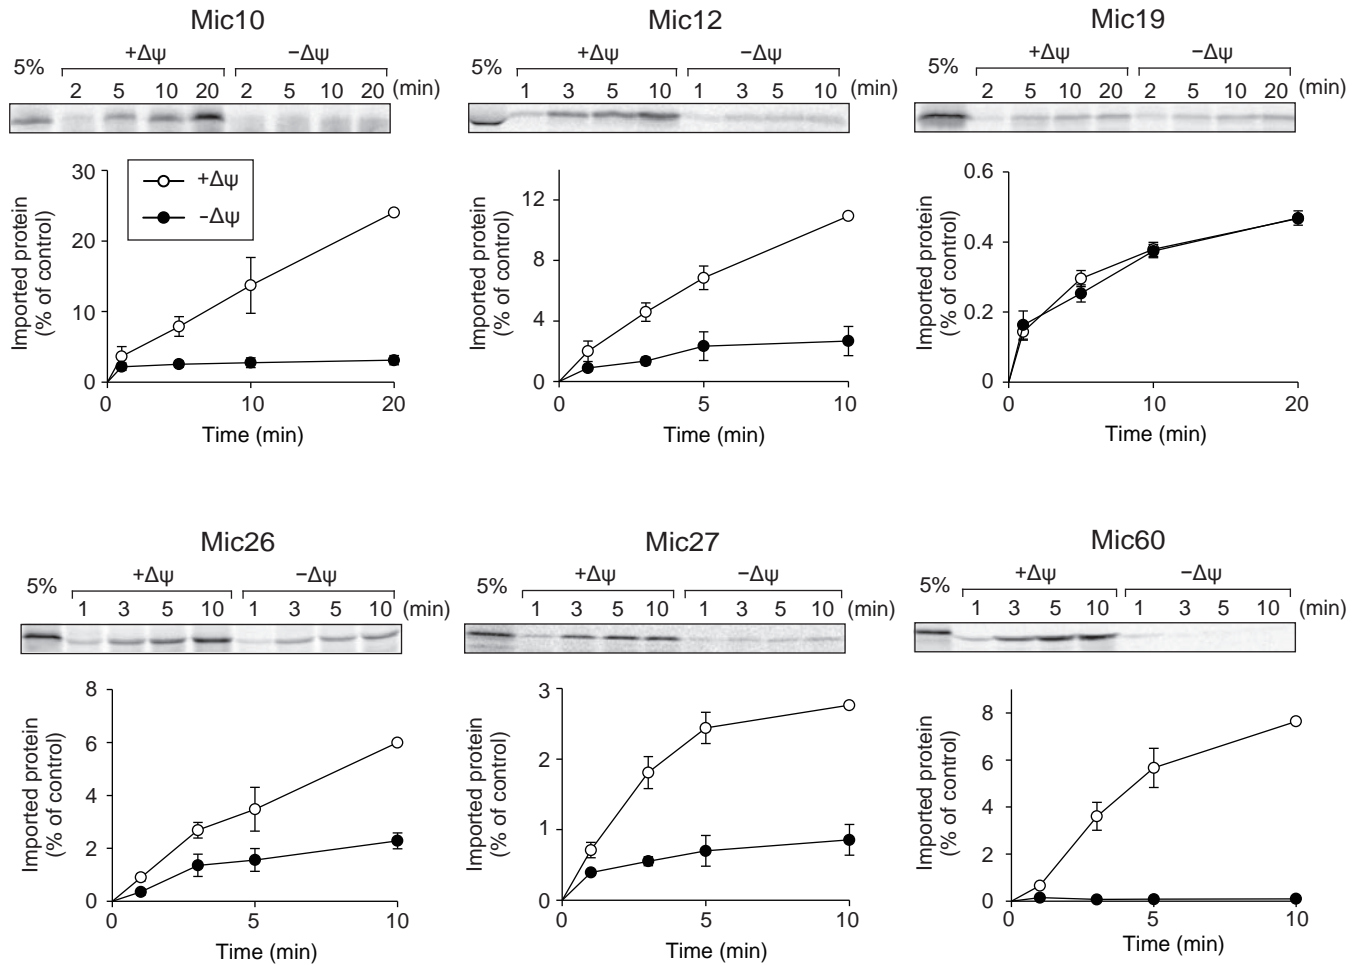 Mic10
+Δψ −Δψ
5%
2 5 10 20 2 5 10 20 (min)
30
20
10
0
Imported protein
(% of control)
+Δψ
−Δψ
0 10 20
Time (min)
Mic12
+Δψ −Δψ
5%
1 3 5 10 1 3 5 10 (min)
12
8
4
0
Imported protein
(% of control)
0 5 10
Time (min)
Mic19
+Δψ −Δψ
5%
2 5 10 20 2 5 10 20 (min)
0.6
0.4
0.2
0
Imported protein
(% of control)
0 10 20
Time (min)
Mic26
+Δψ −Δψ
5%
1 3 5 10 1 3 5 10 (min)
8
6
4
2
0
Imported protein
(% of control)
0 5 10
Time (min)
Mic27
+Δψ −Δψ
5%
1 3 5 10 1 3 5 10 (min)
3
2
1
0
Imported protein
(% of control)
0 5 10
Time (min)
Mic60
+Δψ −Δψ
5%
1 3 5 10 1 3 5 10 (min)
8
6
4
2
0
Imported protein
(% of control)
0 5 10
Time (min)